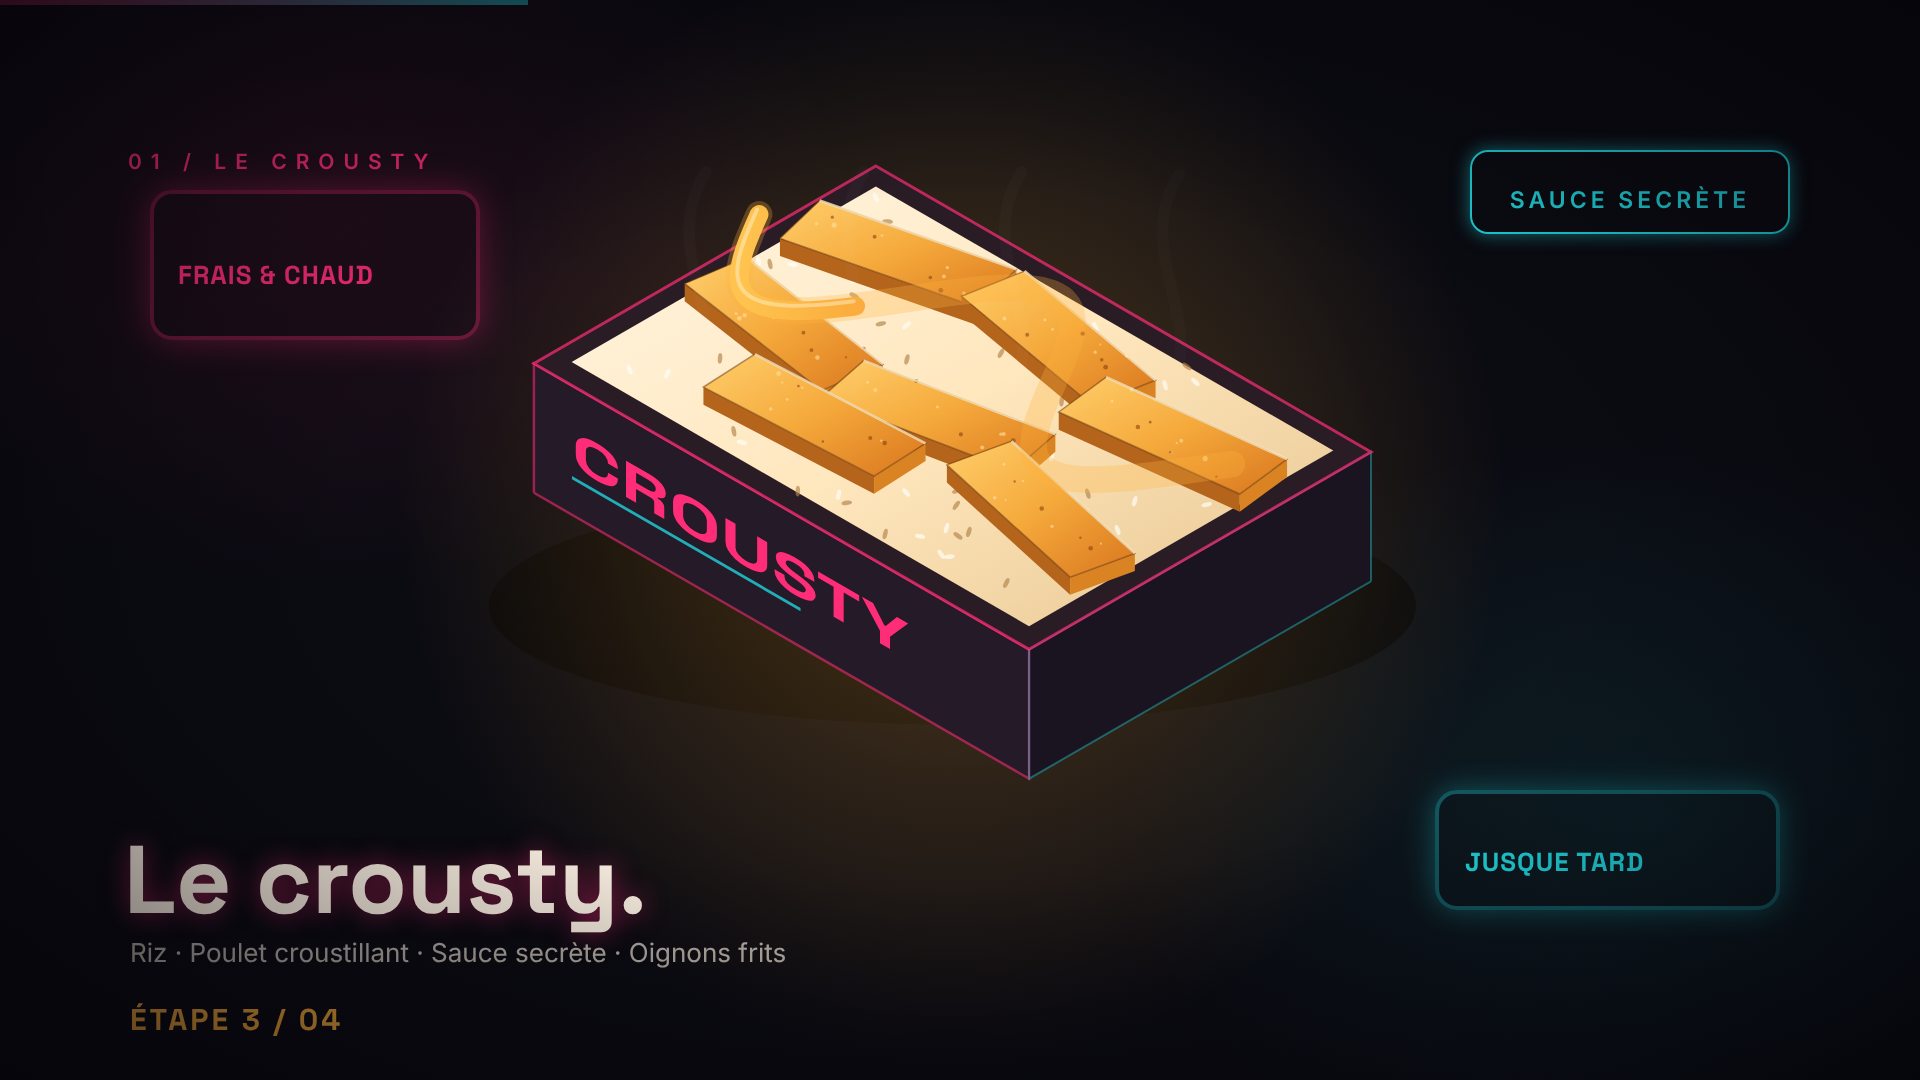 01 / LE CROUSTY
SAUCE SECRÈTE
FRAIS & CHAUD
CROUSTY
JUSQUE TARD
Le crousty.
Riz · Poulet croustillant · Sauce secrète · Oignons frits
ÉTAPE 3 / 04